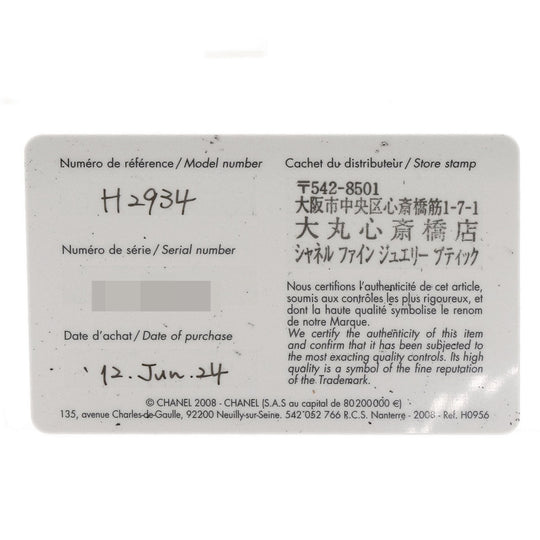 Numéro de référence / Model number
H2934
Numéro de série / Serial number
Date d'achat / Date of purchase
12. Jun. 24
Cachet du distributeur / Store stamp
〒542-8501
大阪市中央区心斎橋筋1-7-1
大丸心斎橋店
シャネル ファイン ジュエリー ブティック
Nous certifions l'authenticité de cet article,
soumis aux contrôles les plus rigoureux, et
dont la haute qualité symbolise le renom
de notre Marque.
We certify the authenticity of this item
and confirm that it has been subjected to
the most exacting quality controls. Its high
quality is a symbol of the fine reputation
of the Trademark.
© CHANEL 2008 - CHANEL (S.A.S au capital de 80 200 000 €)
135, avenue Charles-de-Gaulle, 92200 Neuilly-sur-Seine. 542 052 766 R.C.S. Nanterre - 2008 - Ref. H0956